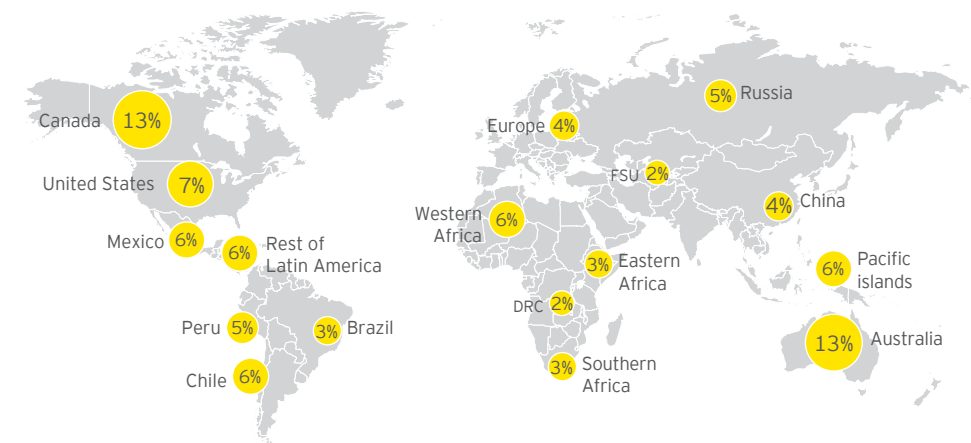 Canada 13%
United States 7%
Mexico 6%
6% Rest of
Latin America
Peru 5%
3% Brazil
Chile 6%
5% Russia
Europe 4%
FSU 2%
4% China
Western
Africa
6%
3% Eastern
Africa
DRC 2%
3% Southern
Africa
6% Pacific
islands
13% Australia